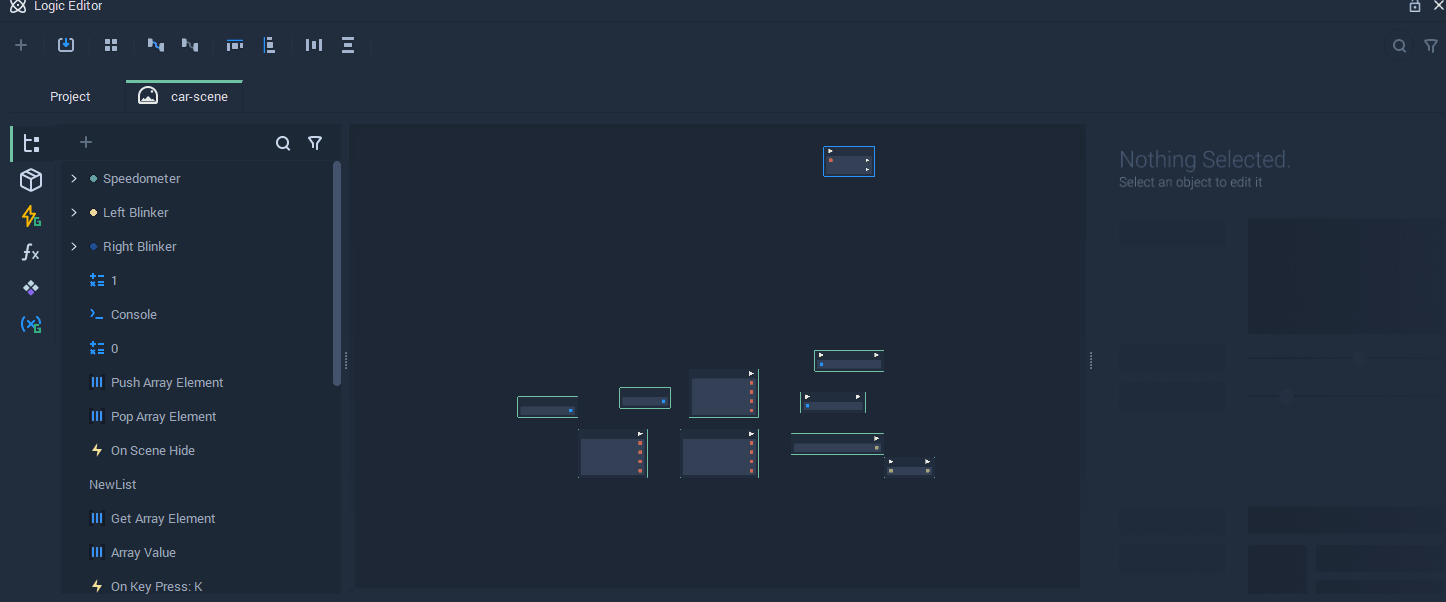 Logic Editor
Project
car-scene
Speedometer
Left Blinker
Right Blinker
1
Console
0
Push Array Element
Pop Array Element
On Scene Hide
NewList
Get Array Element
Array Value
On Key Press: K
Nothing Selected.
Select an object to edit it